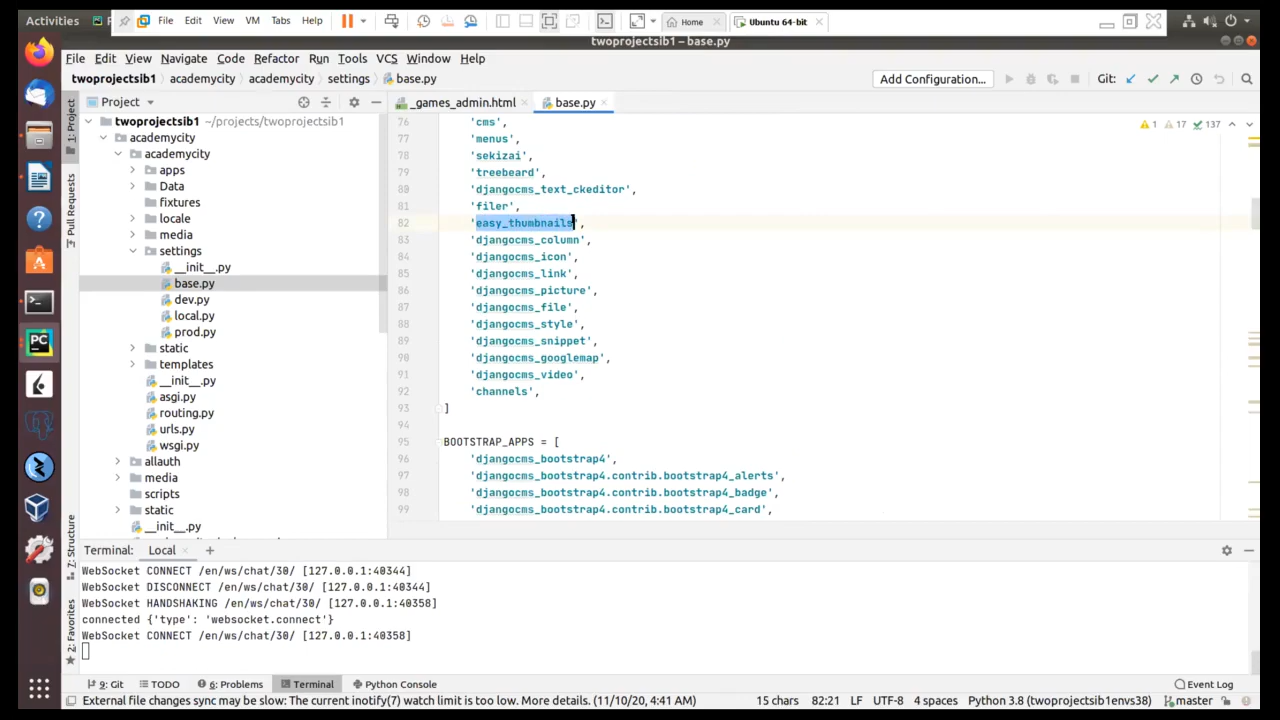 Activities
P
File Edit View VM Tabs Help
Home
Ubuntu 64-bit
twoprojectsib1 – base.py
File Edit View Navigate Code Refactor Run Tools VCS Window Help
twoprojectsib1 academycity academycity settings base.py
Add Configuration...
Git:
1: Project
Pull Requests
7: Structure
2: Favorites
Project
twoprojectsib1 ~/projects/twoprojectsib1
academycity
academycity
apps
Data
fixtures
locale
media
settings
__init__.py
base.py
dev.py
local.py
prod.py
static
templates
__init__.py
asgi.py
routing.py
urls.py
wsgi.py
allauth
media
scripts
static
__init__.py
_games_admin.html
base.py
1 17 137
76 'cms',
77 'menus',
78 'sekizai',
79 'treebeard',
80 'djangocms_text_ckeditor',
81 'filer',
82 'easy_thumbnails',
83 'djangocms_column',
84 'djangocms_icon',
85 'djangocms_link',
86 'djangocms_picture',
87 'djangocms_file',
88 'djangocms_style',
89 'djangocms_snippet',
90 'djangocms_googlemap',
91 'djangocms_video',
92 'channels',
93 ]
94
95 BOOTSTRAP_APPS = [
96 'djangocms_bootstrap4',
97 'djangocms_bootstrap4.contrib.bootstrap4_alerts',
98 'djangocms_bootstrap4.contrib.bootstrap4_badge',
99 'djangocms_bootstrap4.contrib.bootstrap4_card',
Terminal: Local +
WebSocket CONNECT /en/ws/chat/30/ [127.0.0.1:40344]
WebSocket DISCONNECT /en/ws/chat/30/ [127.0.0.1:40344]
WebSocket HANDSHAKING /en/ws/chat/30/ [127.0.0.1:40358]
connected {'type': 'websocket.connect'}
WebSocket CONNECT /en/ws/chat/30/ [127.0.0.1:40358]
9: Git TODO 6: Problems Terminal Python Console
Event Log
External file changes sync may be slow: The current inotify(7) watch limit is too low. More details. (11/10/20, 4:41 AM)
15 chars 82:21 LF UTF-8 4 spaces Python 3.8 (twoprojectsib1envs38) master